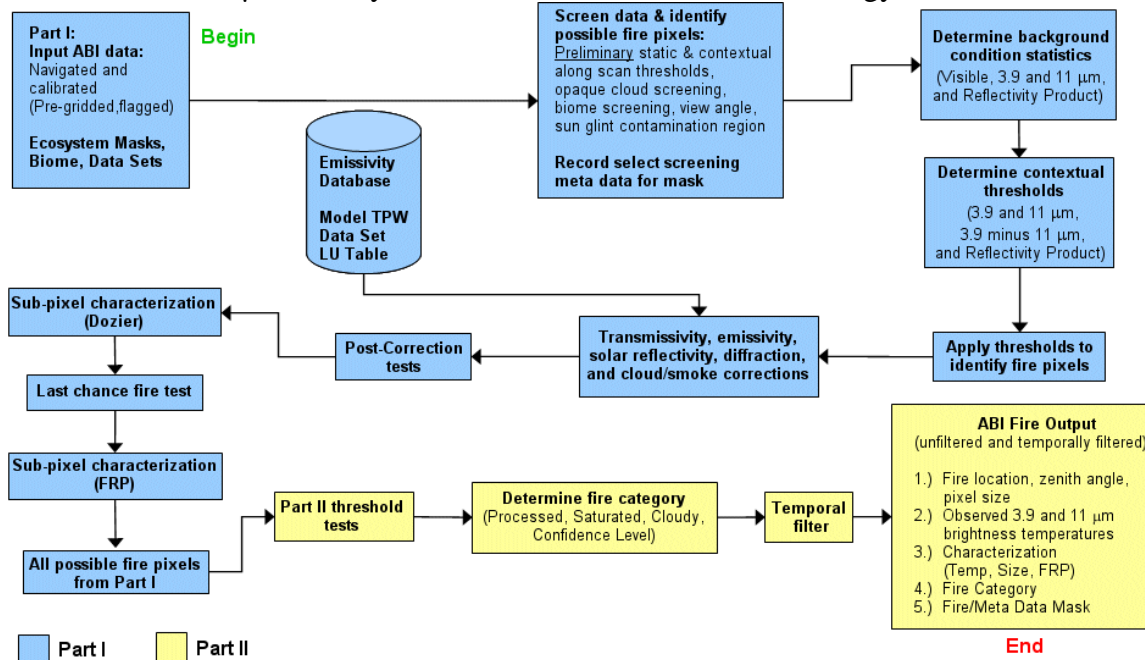 Part I:
Input ABI data:
Navigated and
calibrated
(Pre-gridded,flagged)
Ecosystem Masks,
Biome, Data Sets
Begin
Screen data & identify
possible fire pixels:
Preliminary static & contextual
along scan thresholds,
opaque cloud screening,
biome screening, view angle,
sun glint contamination region
Record select screening
meta data for mask
Determine background
condition statistics
(Visible, 3.9 and 11 µm,
and Reflectivity Product)
Emissivity
Database
Model TPW
Data Set
LU Table
Determine contextual
thresholds
(3.9 and 11 µm,
3.9 minus 11 µm,
and Reflectivity Product)
Sub-pixel characterization
(Dozier)
Post-Correction
tests
Transmissivity, emissivity,
solar reflectivity, diffraction,
and cloud/smoke corrections
Apply thresholds to
identify fire pixels
Last chance fire test
Sub-pixel characterization
(FRP)
All possible fire pixels
from Part I
Part II threshold
tests
Determine fire category
(Processed, Saturated, Cloudy,
Confidence Level)
Temporal
filter
ABI Fire Output
(unfiltered and temporally filtered)
1.) Fire location, zenith angle,
pixel size
2.) Observed 3.9 and 11 µm
brightness temperatures
3.) Characterization
(Temp, Size, FRP)
4.) Fire Category
5.) Fire/Meta Data Mask
Part I
Part II
End